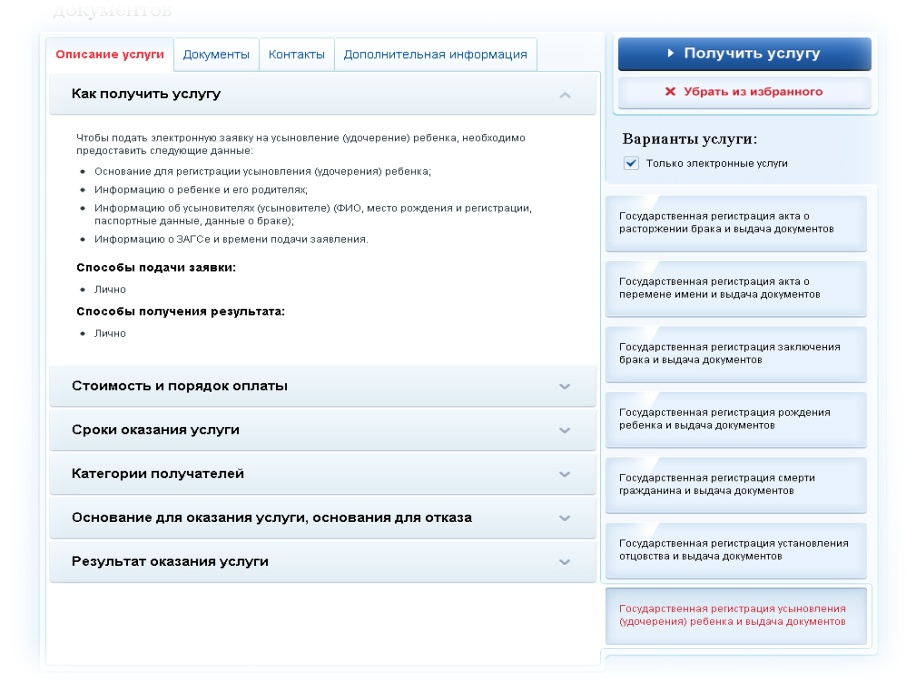 документов
Описание услуги
Документы
Контакты
Дополнительная информация
Как получить услугу
Чтобы подать электронную заявку на усыновление (удочерение) ребенка, необходимо
предоставить следующие данные:
Основание для регистрации усыновления (удочерения) ребенка;
Информацию о ребенке и его родителях;
Информацию об усыновителях (усыновителе) (ФИО, место рождения и регистрации,
паспортные данные, данные о браке);
Информацию о ЗАГСе и времени подачи заявления.
Способы подачи заявки:
Лично
Способы получения результата:
Лично
Стоимость и порядок оплаты
Сроки оказания услуги
Категории получателей
Основание для оказания услуги, основания для отказа
Результат оказания услуги
Получить услугу
Убрать из избранного
Варианты услуги:
Только электронные услуги
Государственная регистрация акта о
расторжении брака и выдача документов
Государственная регистрация акта о
перемене имени и выдача документов
Государственная регистрация заключения
брака и выдача документов
Государственная регистрация рождения
ребенка и выдача документов
Государственная регистрация смерти
гражданина и выдача документов
Государственная регистрация установления
отцовства и выдача документов
Государственная регистрация усыновления
(удочерения) ребенка и выдача документов